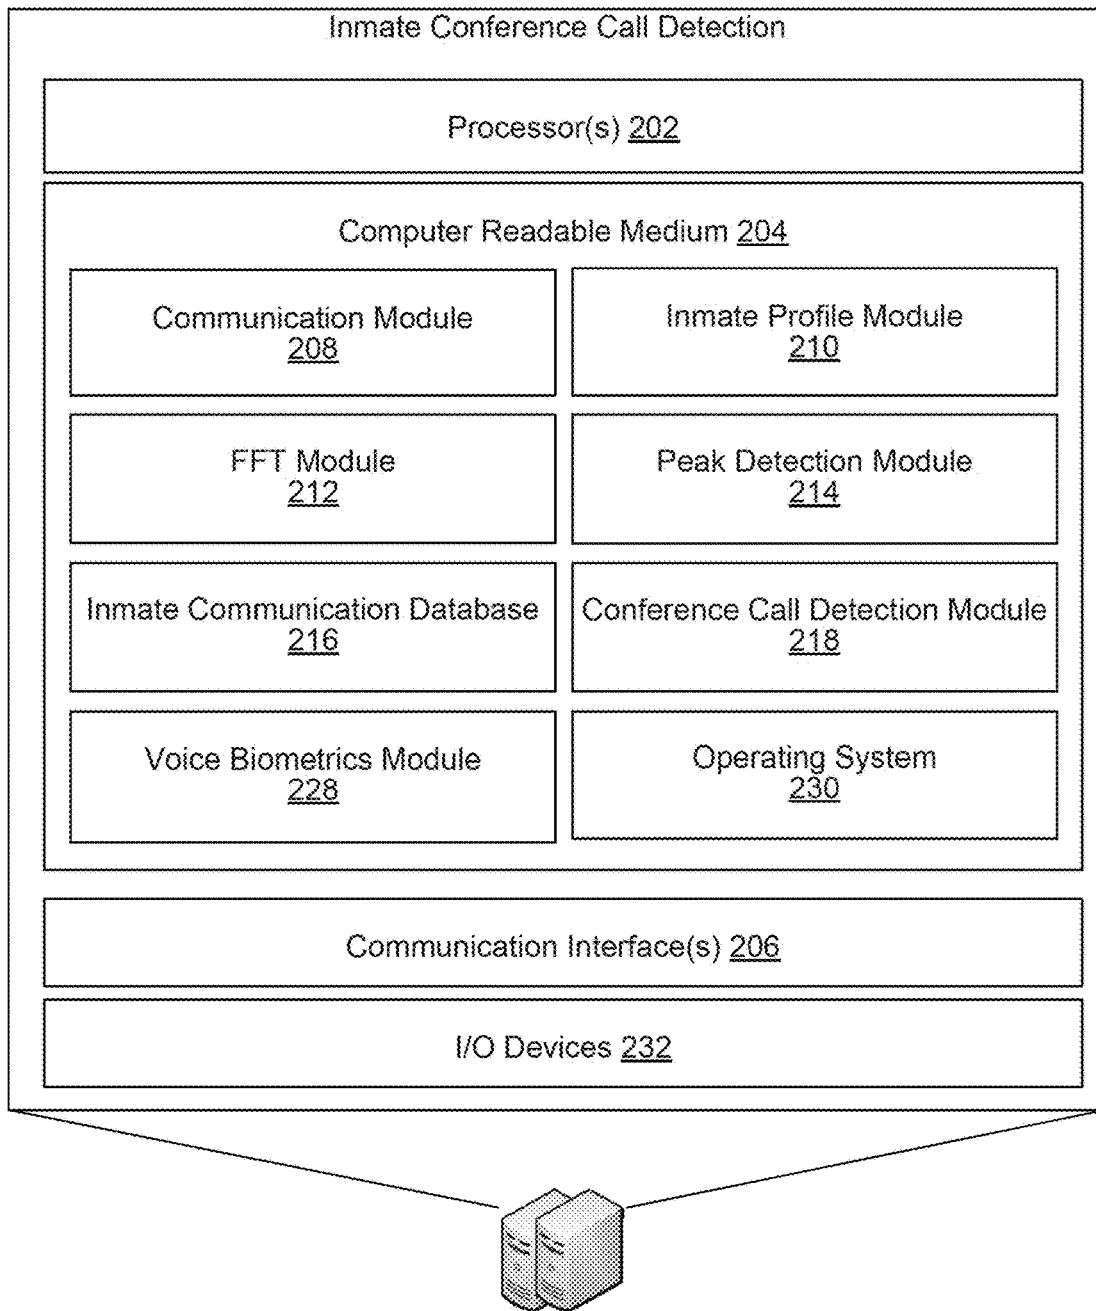 Inmate Conference Call Detection
Processor(s) 202
Computer Readable Medium 204
Communication Module
208
Inmate Profile Module
210
FFT Module
212
Peak Detection Module
214
Inmate Communication Database
216
Conference Call Detection Module
218
Voice Biometrics Module
228
Operating System
230
Communication Interface(s) 206
I/O Devices 232